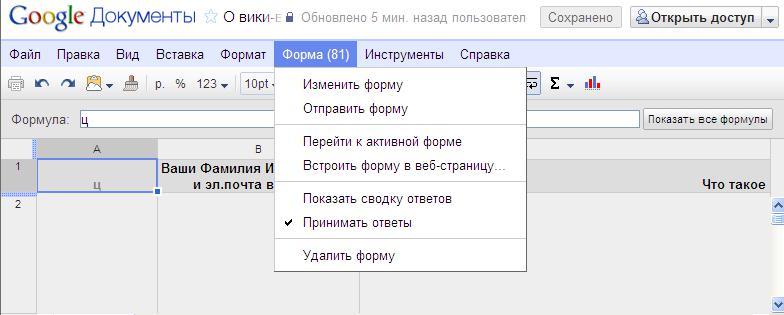 Google Документы О вики-е Обновлено 5 мин. назад пользовател Сохранено Открыть доступ
Файл Правка Вид Вставка Формат Форма (81) Инструменты Справка
р. % 123 10pt Σ
Изменить форму
Отправить форму
Формула: ц Показать все формулы
Перейти к активной форме
Встроить форму в веб-страницу...
A B
1 ц Ваши Фамилия И
и эл.почта в Что такое
Показать сводку ответов
2
Принимать ответы
Удалить форму